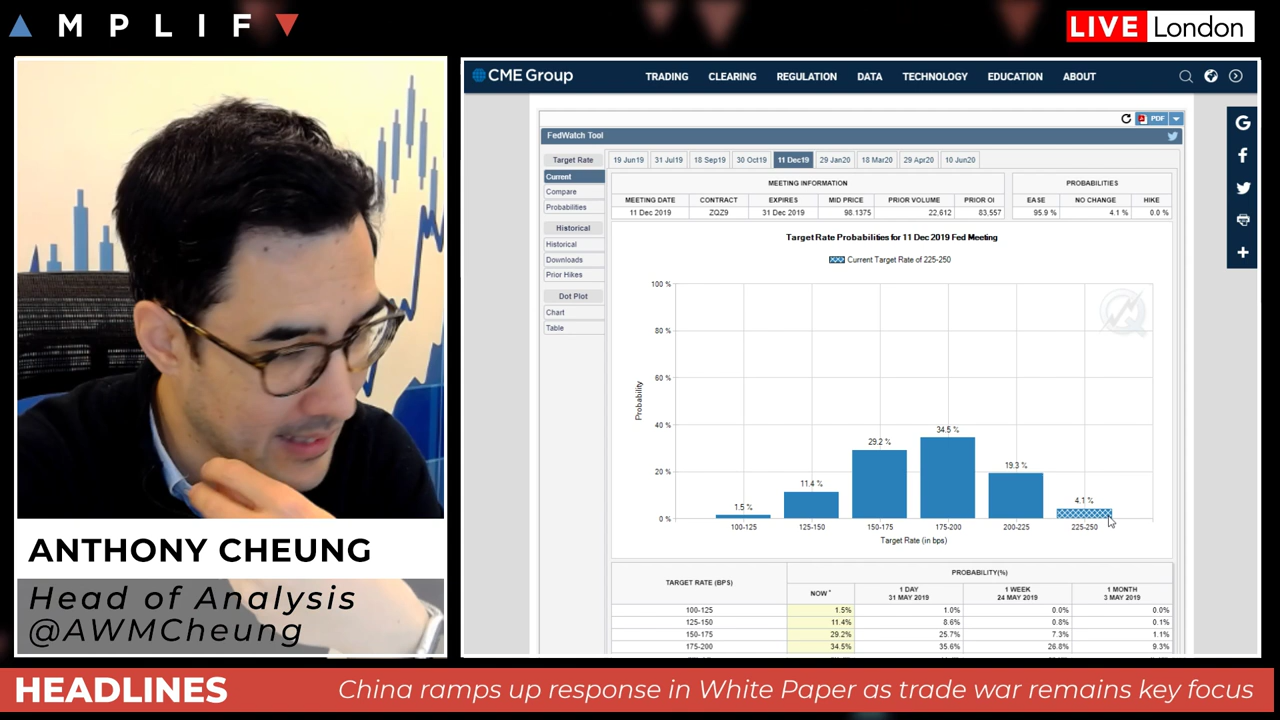 AMPLIFY
LIVE London
CME Group
TRADING CLEARING REGULATION DATA TECHNOLOGY EDUCATION ABOUT
PDF
FedWatch Tool
Target Rate
Current
Compare
Probabilities
Historical
Historical
Downloads
Prior Hikes
Dot Plot
Chart
Table
19 Jun19 31 Jul19 18 Sep19 30 Oct19 11 Dec19 29 Jan20 18 Mar20 29 Apr20 10 Jun20
MEETING INFORMATION
MEETING DATE CONTRACT EXPIRES MID PRICE PRIOR VOLUME PRIOR OI
11 Dec 2019 ZQZ9 31 Dec 2019 98.1375 22,612 83,557
PROBABILITIES
EASE NO CHANGE HIKE
95.9 % 4.1 % 0.0 %
Target Rate Probabilities for 11 Dec 2019 Fed Meeting
Current Target Rate of 225-250
Probability
100 %
80 %
60 %
40 %
20 %
0 %
1.5 % 11.4 % 29.2 % 34.5 % 19.3 % 4.1 %
100-125 125-150 150-175 175-200 200-225 225-250
Target Rate (in bps)
TARGET RATE (BPS) PROBABILITY(%)
NOW * 1 DAY 31 MAY 2019 1 WEEK 24 MAY 2019 1 MONTH 3 MAY 2019
100-125 1.5% 1.0% 0.0% 0.0%
125-150 11.4% 8.6% 0.8% 0.1%
150-175 29.2% 25.7% 7.3% 1.1%
175-200 34.5% 35.6% 26.8% 9.3%
ANTHONY CHEUNG
Head of Analysis
@AWMCheung
HEADLINES China ramps up response in White Paper as trade war remains key focus